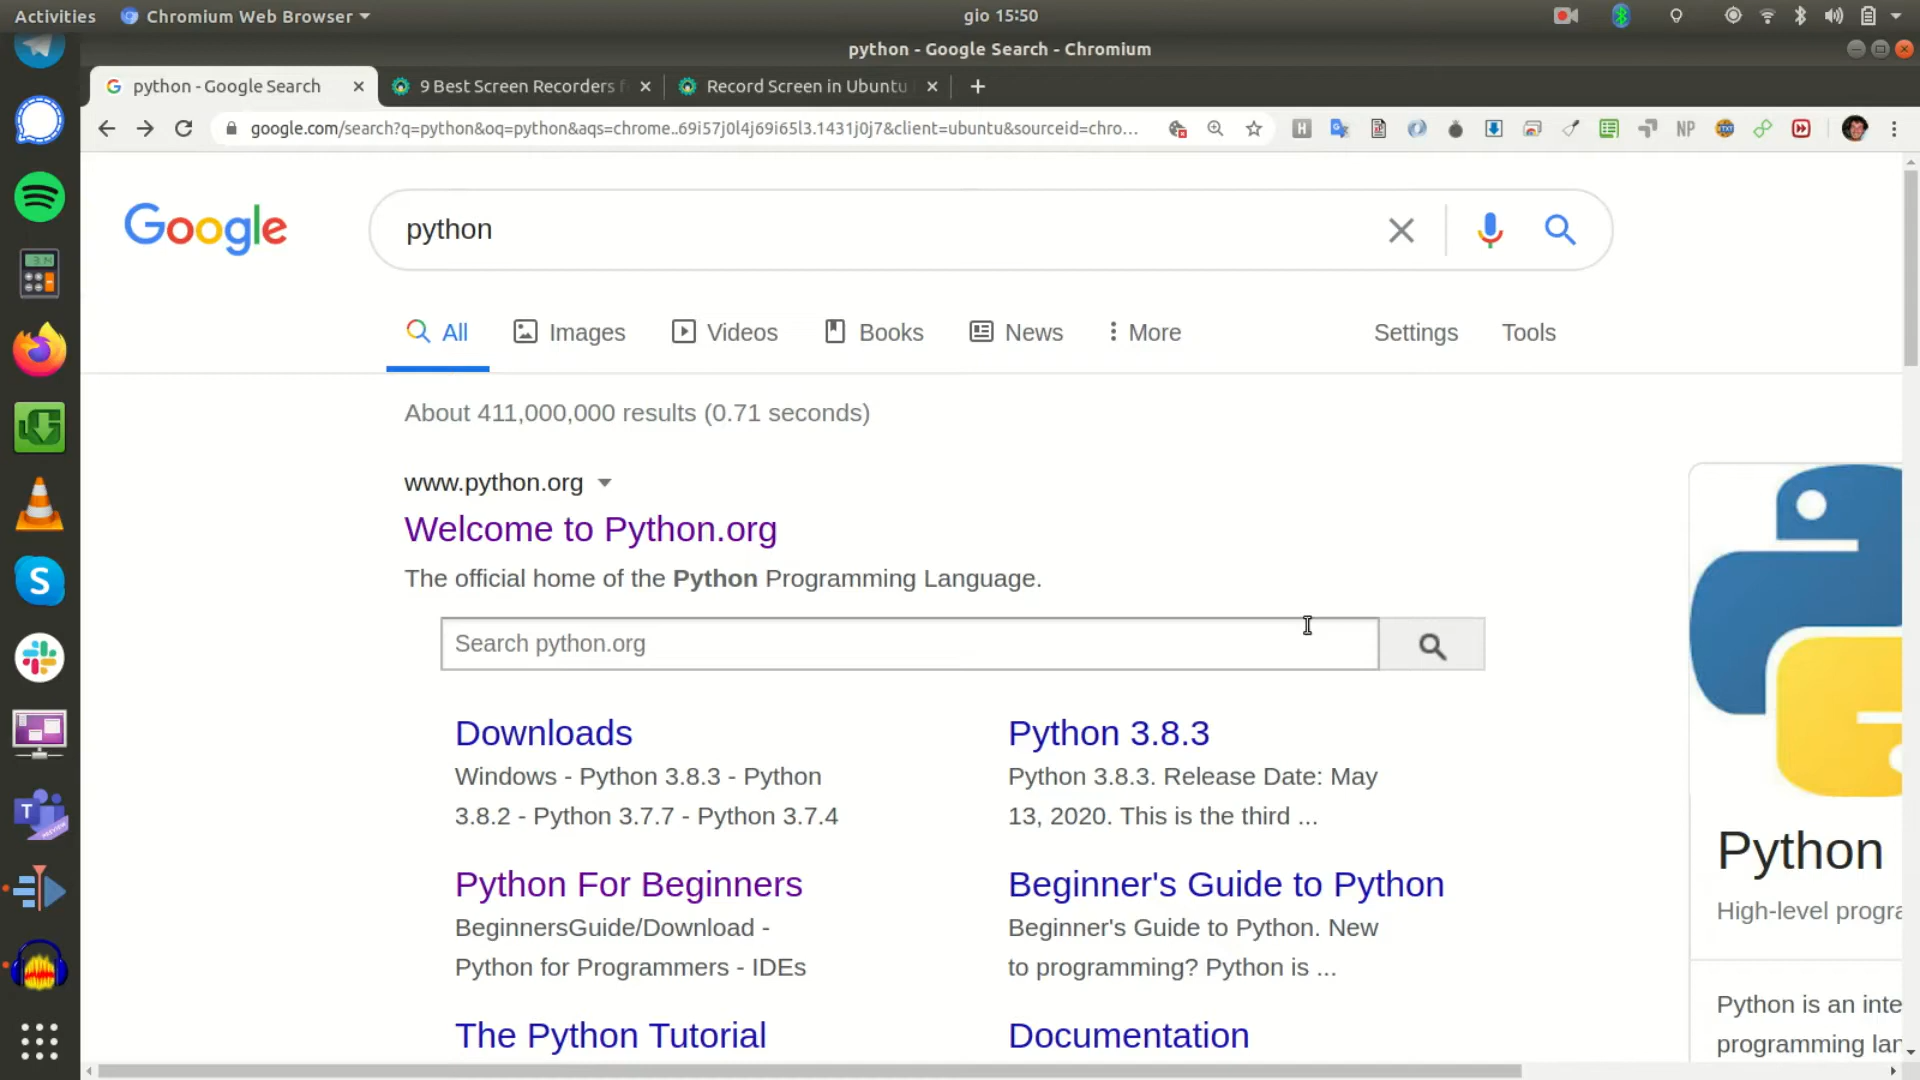 Activities
Chromium Web Browser
gio 15:50
python - Google Search - Chromium
python - Google Search
9 Best Screen Recorders f
Record Screen in Ubuntu
google.com/search?q=python&oq=python&aqs=chrome..69i57j0l4j69i65l3.1431j0j7&client=ubuntu&sourceid=chro...
NP
Google
python
All
Images
Videos
Books
News
More
Settings
Tools
About 411,000,000 results (0.71 seconds)
www.python.org
Welcome to Python.org
The official home of the Python Programming Language.
Search python.org
Downloads
Windows - Python 3.8.3 - Python
3.8.2 - Python 3.7.7 - Python 3.7.4
Python 3.8.3
Python 3.8.3. Release Date: May
13, 2020. This is the third ...
Python For Beginners
BeginnersGuide/Download -
Python for Programmers - IDEs
Beginner's Guide to Python
Beginner's Guide to Python. New
to programming? Python is ...
The Python Tutorial
Documentation
Python
High-level progra
Python is an inte
programming lan